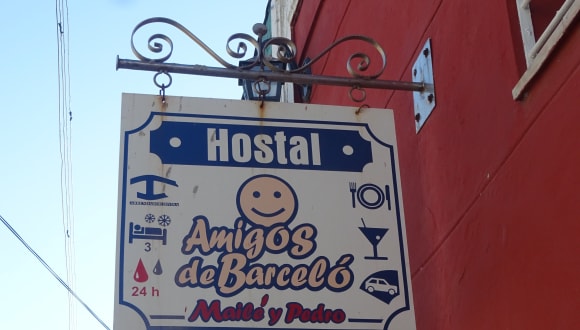 Hostal
Amigos
de Barceló
3
24 h
Mailé y Pedro